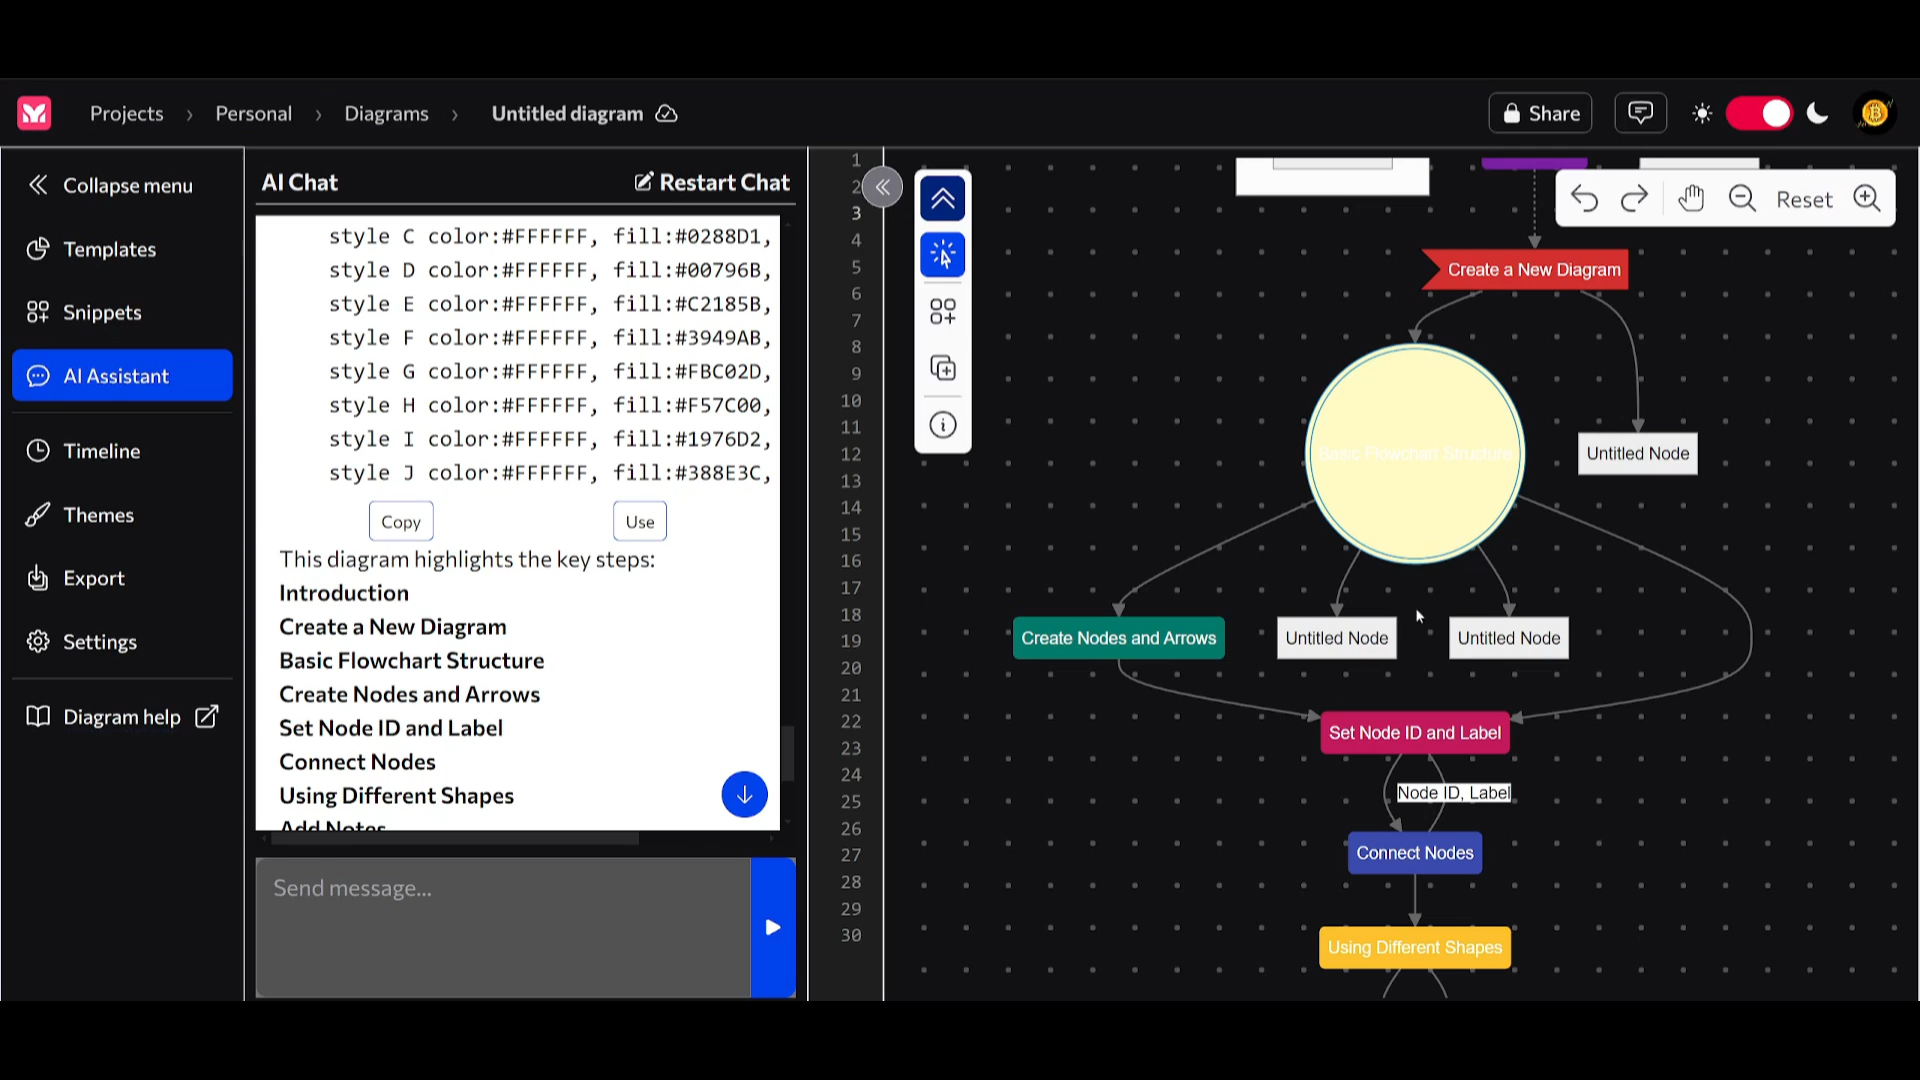 Projects › Personal › Diagrams › Untitled diagram
Share
Collapse menu
Templates
Snippets
AI Assistant
Timeline
Themes
Export
Settings
Diagram help
AI Chat
Restart Chat
style C color:#FFFFFF, fill:#0288D1,
style D color:#FFFFFF, fill:#00796B,
style E color:#FFFFFF, fill:#C2185B,
style F color:#FFFFFF, fill:#3949AB,
style G color:#FFFFFF, fill:#FBC02D,
style H color:#FFFFFF, fill:#F57C00,
style I color:#FFFFFF, fill:#1976D2,
style J color:#FFFFFF, fill:#388E3C,
Copy
Use
This diagram highlights the key steps:
Introduction
Create a New Diagram
Basic Flowchart Structure
Create Nodes and Arrows
Set Node ID and Label
Connect Nodes
Using Different Shapes
Add Notes
Send message...
1
2
3
4
5
6
7
8
9
10
11
12
13
14
15
16
17
18
19
20
21
22
23
24
25
26
27
28
29
30
Reset
Create a New Diagram
Basic Flowchart Structure
Untitled Node
Create Nodes and Arrows
Untitled Node
Untitled Node
Set Node ID and Label
Node ID, Label
Connect Nodes
Using Different Shapes